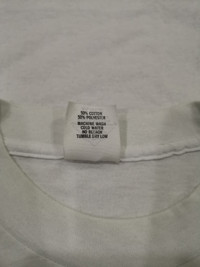 50% COTTON
50% POLYESTER
MACHINE WASH
COLD WATER
NO BLEACH
TUMBLE DRY LOW